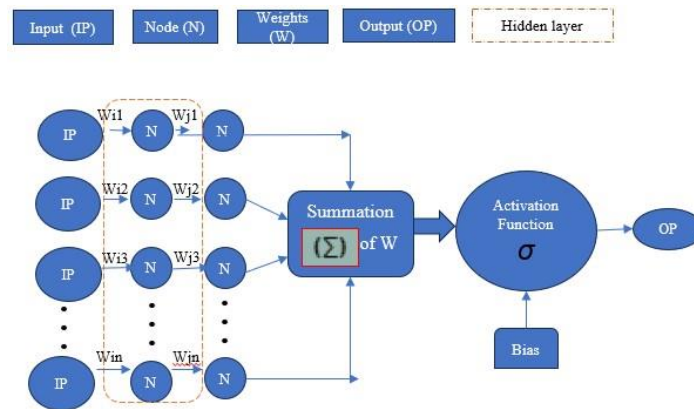 Input (IP)
Node (N)
Weights
(W)
Output (OP)
Hidden layer
Wi1
Wj1
IP
N
N
Wi2
Wj2
IP
N
N
Summation
(Σ) of W
Activation
Function
σ
OP
Wi3
Wj3
IP
N
N
Win
Wjn
IP
N
N
Bias